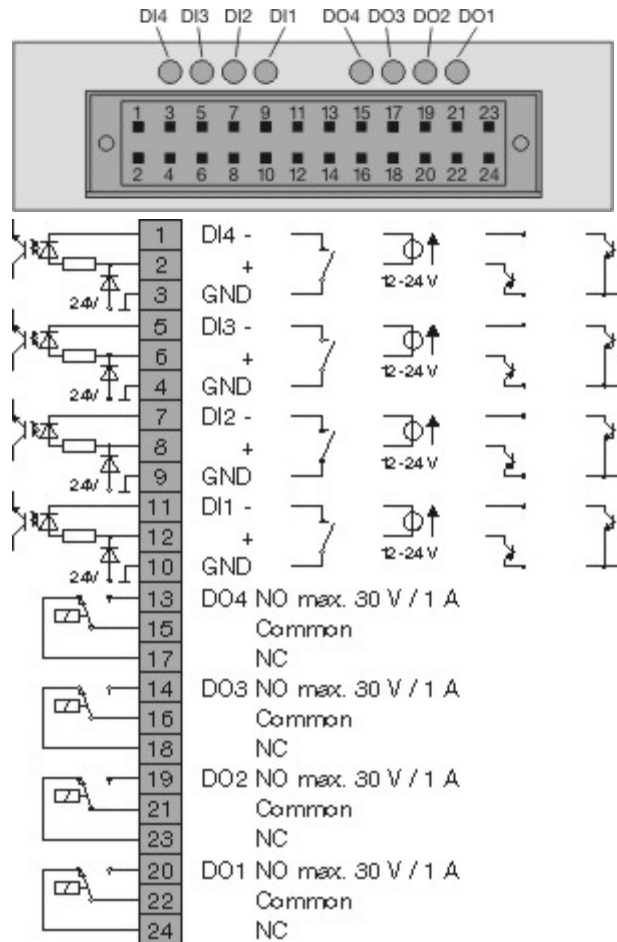 DI4 DI3 DI2 DI1 DO4 DO3 DO2 DO1
1 3 5 7 9 11 13 15 17 19 21 23
2 4 6 8 10 12 14 16 18 20 22 24
1 DI4 -
2 +
12-24 V
24V 3 GND
5 DI3 -
6 +
12-24 V
24V 4 GND
7 DI2 -
8 +
12-24 V
24V 9 GND
11 DI1 -
12 +
12-24 V
24V 10 GND
13 DO4 NO max. 30 V / 1 A
15 Common
17 NC
14 DO3 NO max. 30 V / 1 A
16 Common
18 NC
19 DO2 NO max. 30 V / 1 A
21 Common
23 NC
20 DO1 NO max. 30 V / 1 A
22 Common
24 NC